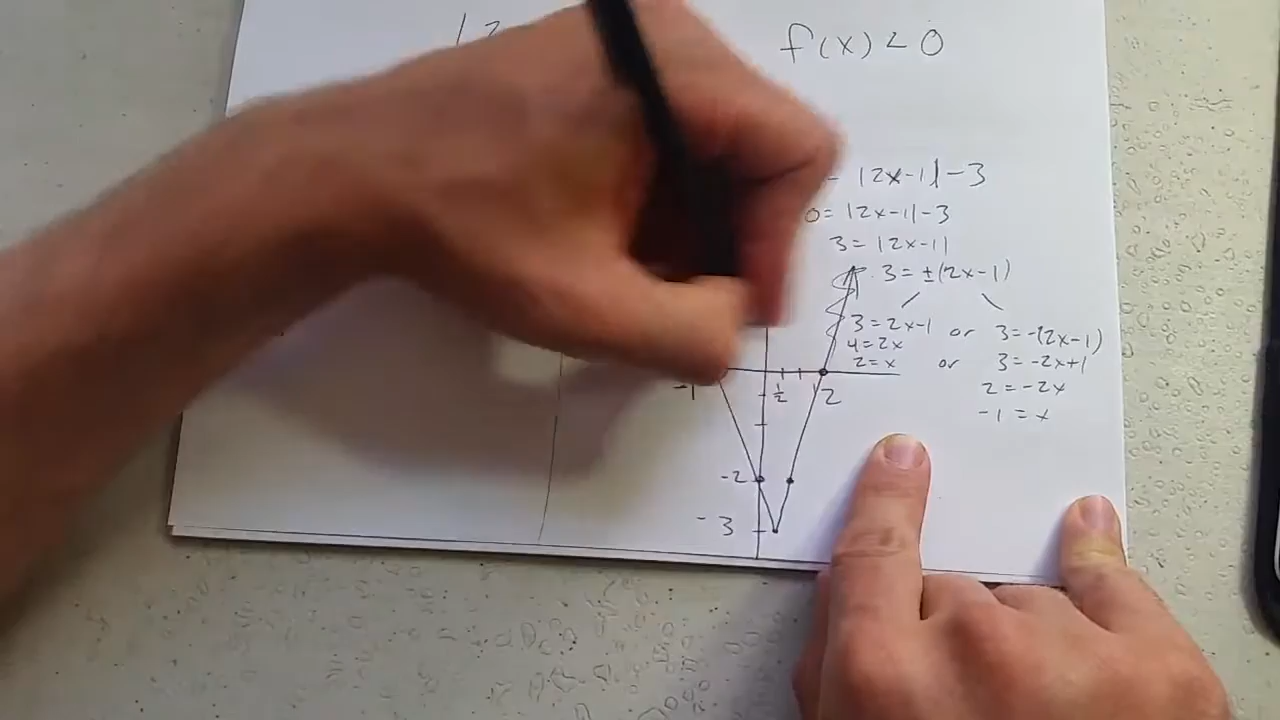 f(x) < 0
|2x-1|-3
0=|2x-1|-3
3=|2x-1|
3=±(2x-1)
3=2x-1 or 3=-(2x-1)
4=2x
2=x or 3=-2x+1
2=-2x
-1=x
-1 1/2 2
-2
-3